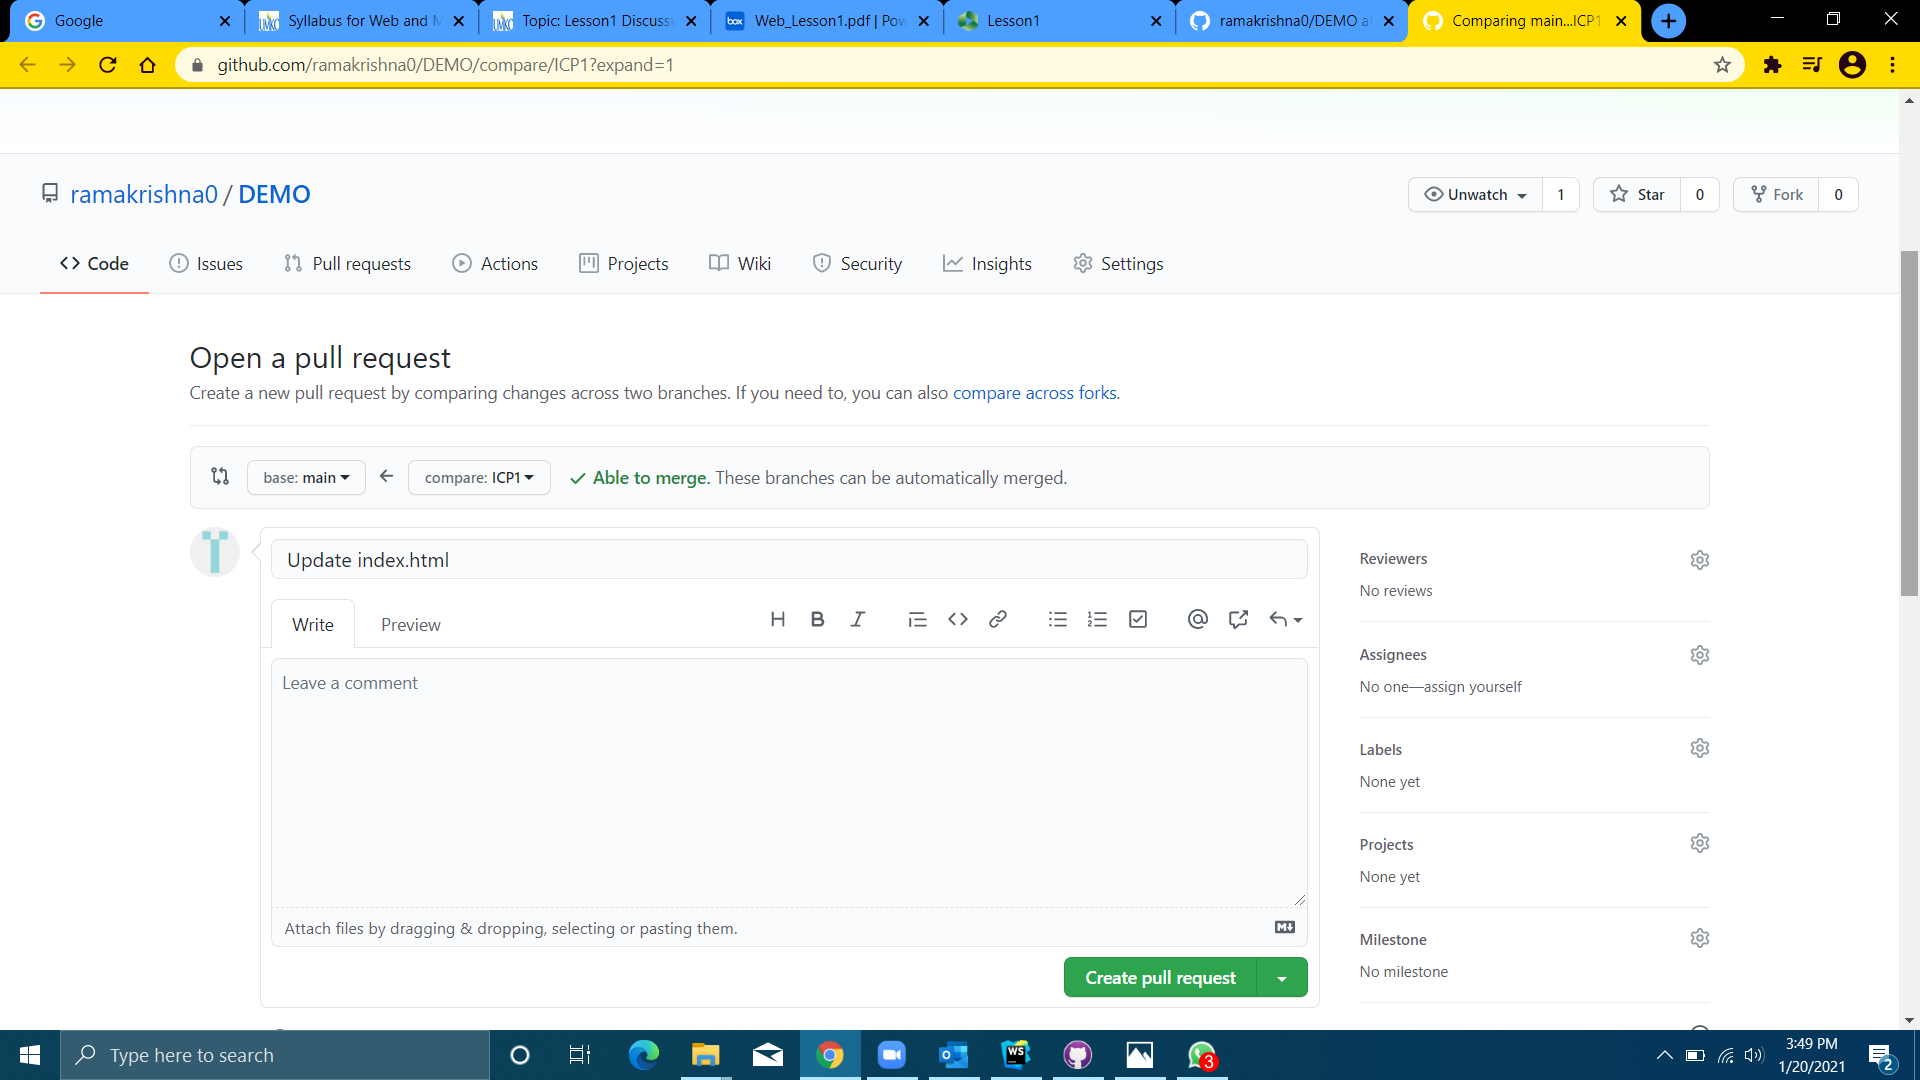 Google
Syllabus for Web and M
Topic: Lesson1 Discussi
box Web_Lesson1.pdf | Pow
Lesson1
ramakrishna0/DEMO a
Comparing main...ICP1
github.com/ramakrishna0/DEMO/compare/ICP1?expand=1
ramakrishna0 / DEMO
Unwatch 1
Star 0
Fork 0
Code
Issues
Pull requests
Actions
Projects
Wiki
Security
Insights
Settings
Open a pull request
Create a new pull request by comparing changes across two branches. If you need to, you can also compare across forks.
base: main
compare: ICP1
Able to merge. These branches can be automatically merged.
Update index.html
Write
Preview
Leave a comment
Attach files by dragging & dropping, selecting or pasting them.
Create pull request
Reviewers
No reviews
Assignees
No one—assign yourself
Labels
None yet
Projects
None yet
Milestone
No milestone
Type here to search
WS
3
3:49 PM
1/20/2021
2